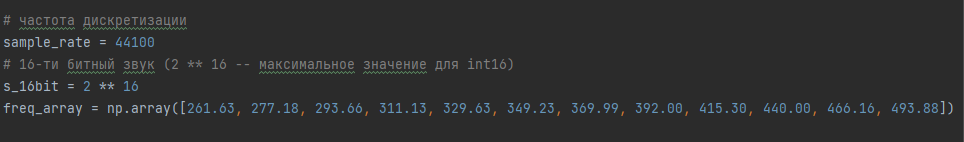 # частота дискретизации
sample_rate = 44100
# 16-ти битный звук (2 ** 16 -- максимальное значение для int16)
s_16bit = 2 ** 16
freq_array = np.array([261.63, 277.18, 293.66, 311.13, 329.63, 349.23, 369.99, 392.00, 415.30, 440.00, 466.16, 493.88])